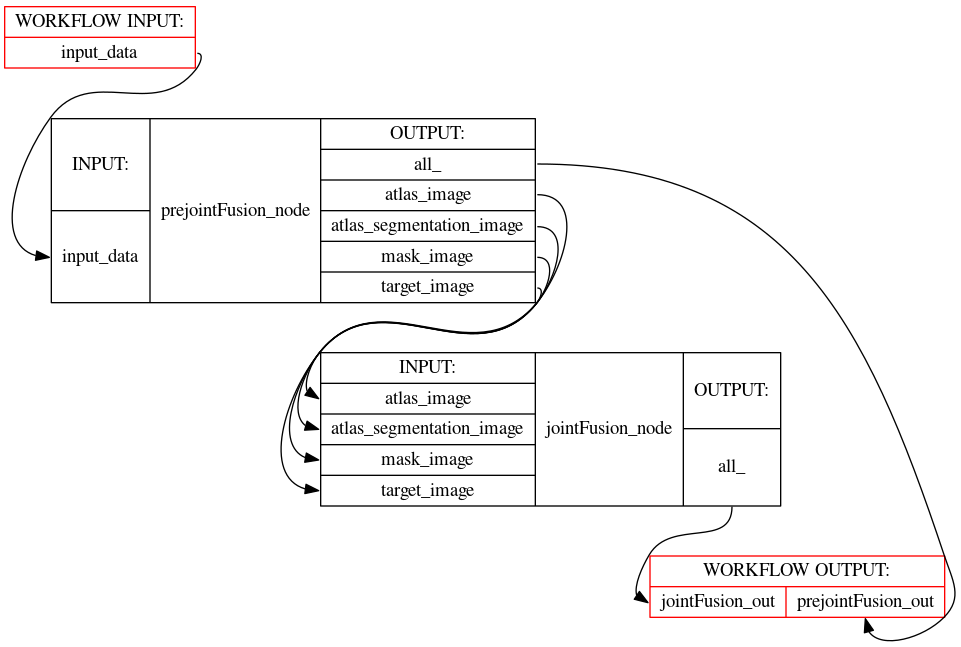 WORKFLOW INPUT:
input_data
INPUT:
input_data
prejointFusion_node
OUTPUT:
all_
atlas_image
atlas_segmentation_image
mask_image
target_image
INPUT:
atlas_image
atlas_segmentation_image
mask_image
target_image
jointFusion_node
OUTPUT:
all_
WORKFLOW OUTPUT:
jointFusion_out
prejointFusion_out